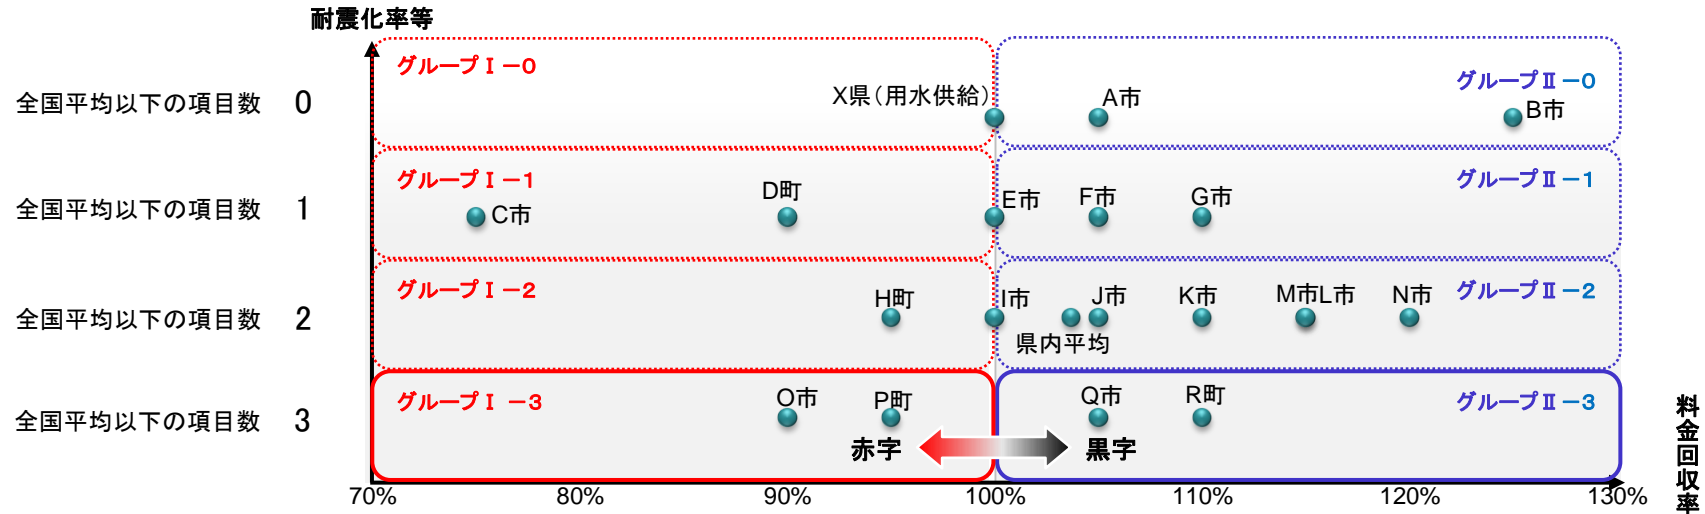 耐震化率等
グループⅠ－0
グループⅡ－0
全国平均以下の項目数 0
X県（用水供給）
A市
B市
グループⅠ－1
グループⅡ－1
全国平均以下の項目数 1
C市
D町
E市
F市
G市
グループⅠ－2
グループⅡ－2
全国平均以下の項目数 2
H町
I市
J市
K市
M市L市
N市
県内平均
グループⅠ －3
グループⅡ－3
全国平均以下の項目数 3
O市
P町
Q市
R町
赤字
黒字
料金回収率
70% 80% 90% 100% 110% 120% 130%